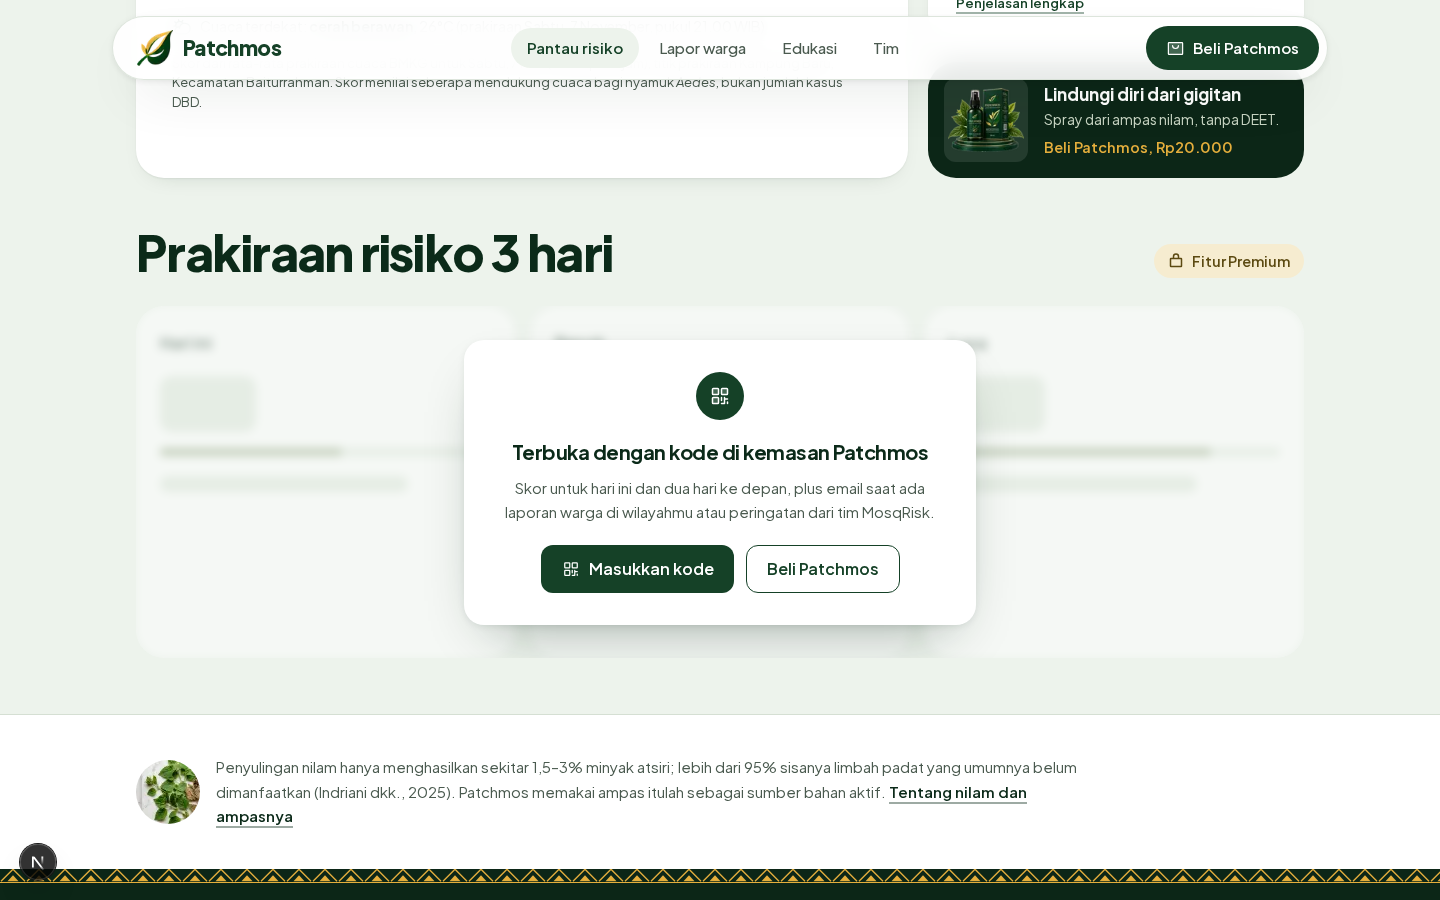 Penjelasan lengkap
Patchmos
Pantau risiko
Lapor warga
Edukasi
Tim
Beli Patchmos
Kecamatan Baiturrahman. Skor menilai seberapa mendukung cuaca bagi nyamuk Aedes, bukan jumlah kasus
DBD.
Lindungi diri dari gigitan
Spray dari ampas nilam, tanpa DEET.
Beli Patchmos, Rp20.000
Prakiraan risiko 3 hari
Fitur Premium
Terbuka dengan kode di kemasan Patchmos
Skor untuk hari ini dan dua hari ke depan, plus email saat ada
laporan warga di wilayahmu atau peringatan dari tim MosqRisk.
Masukkan kode
Beli Patchmos
Penyulingan nilam hanya menghasilkan sekitar 1,5–3% minyak atsiri; lebih dari 95% sisanya limbah padat yang umumnya belum
dimanfaatkan (Indriani dkk., 2025). Patchmos memakai ampas itulah sebagai sumber bahan aktif. Tentang nilam dan
ampasnya
N